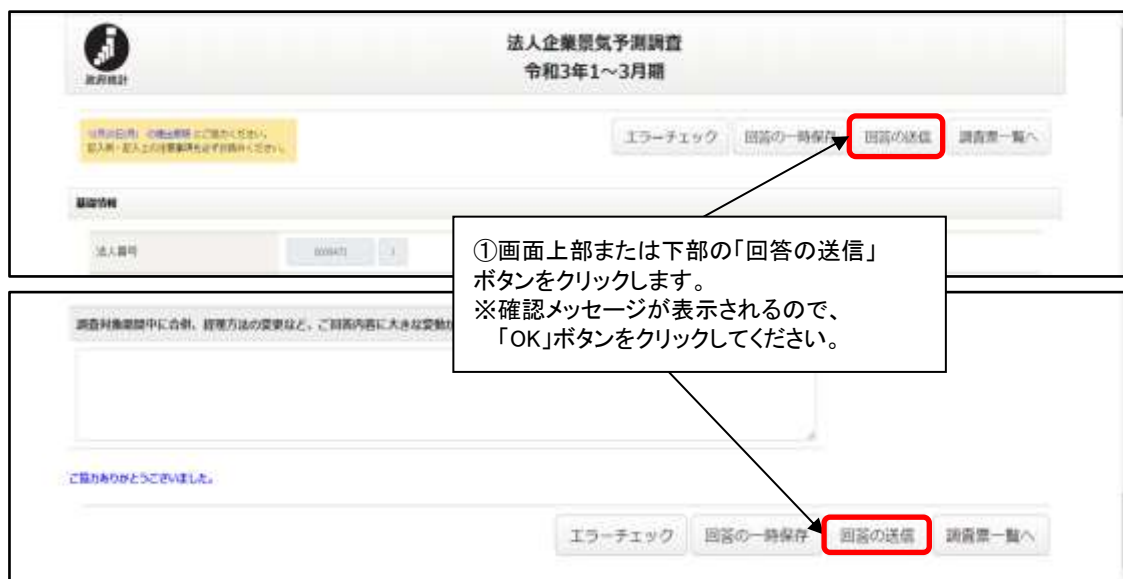 法人企業景気予測調査
令和3年1～3月期
政府統計
エラーチェック 回答の一時保存 回答の送信 調査票一覧へ
基礎情報
法人番号
①画面上部または下部の「回答の送信」
ボタンをクリックします。
※確認メッセージが表示されるので、
「OK」ボタンをクリックしてください。
調査対象期間中に合併、経理方法の変更など、ご回答内容に大きな変動が
ご協力ありがとうございました。
エラーチェック 回答の一時保存 回答の送信 調査票一覧へ